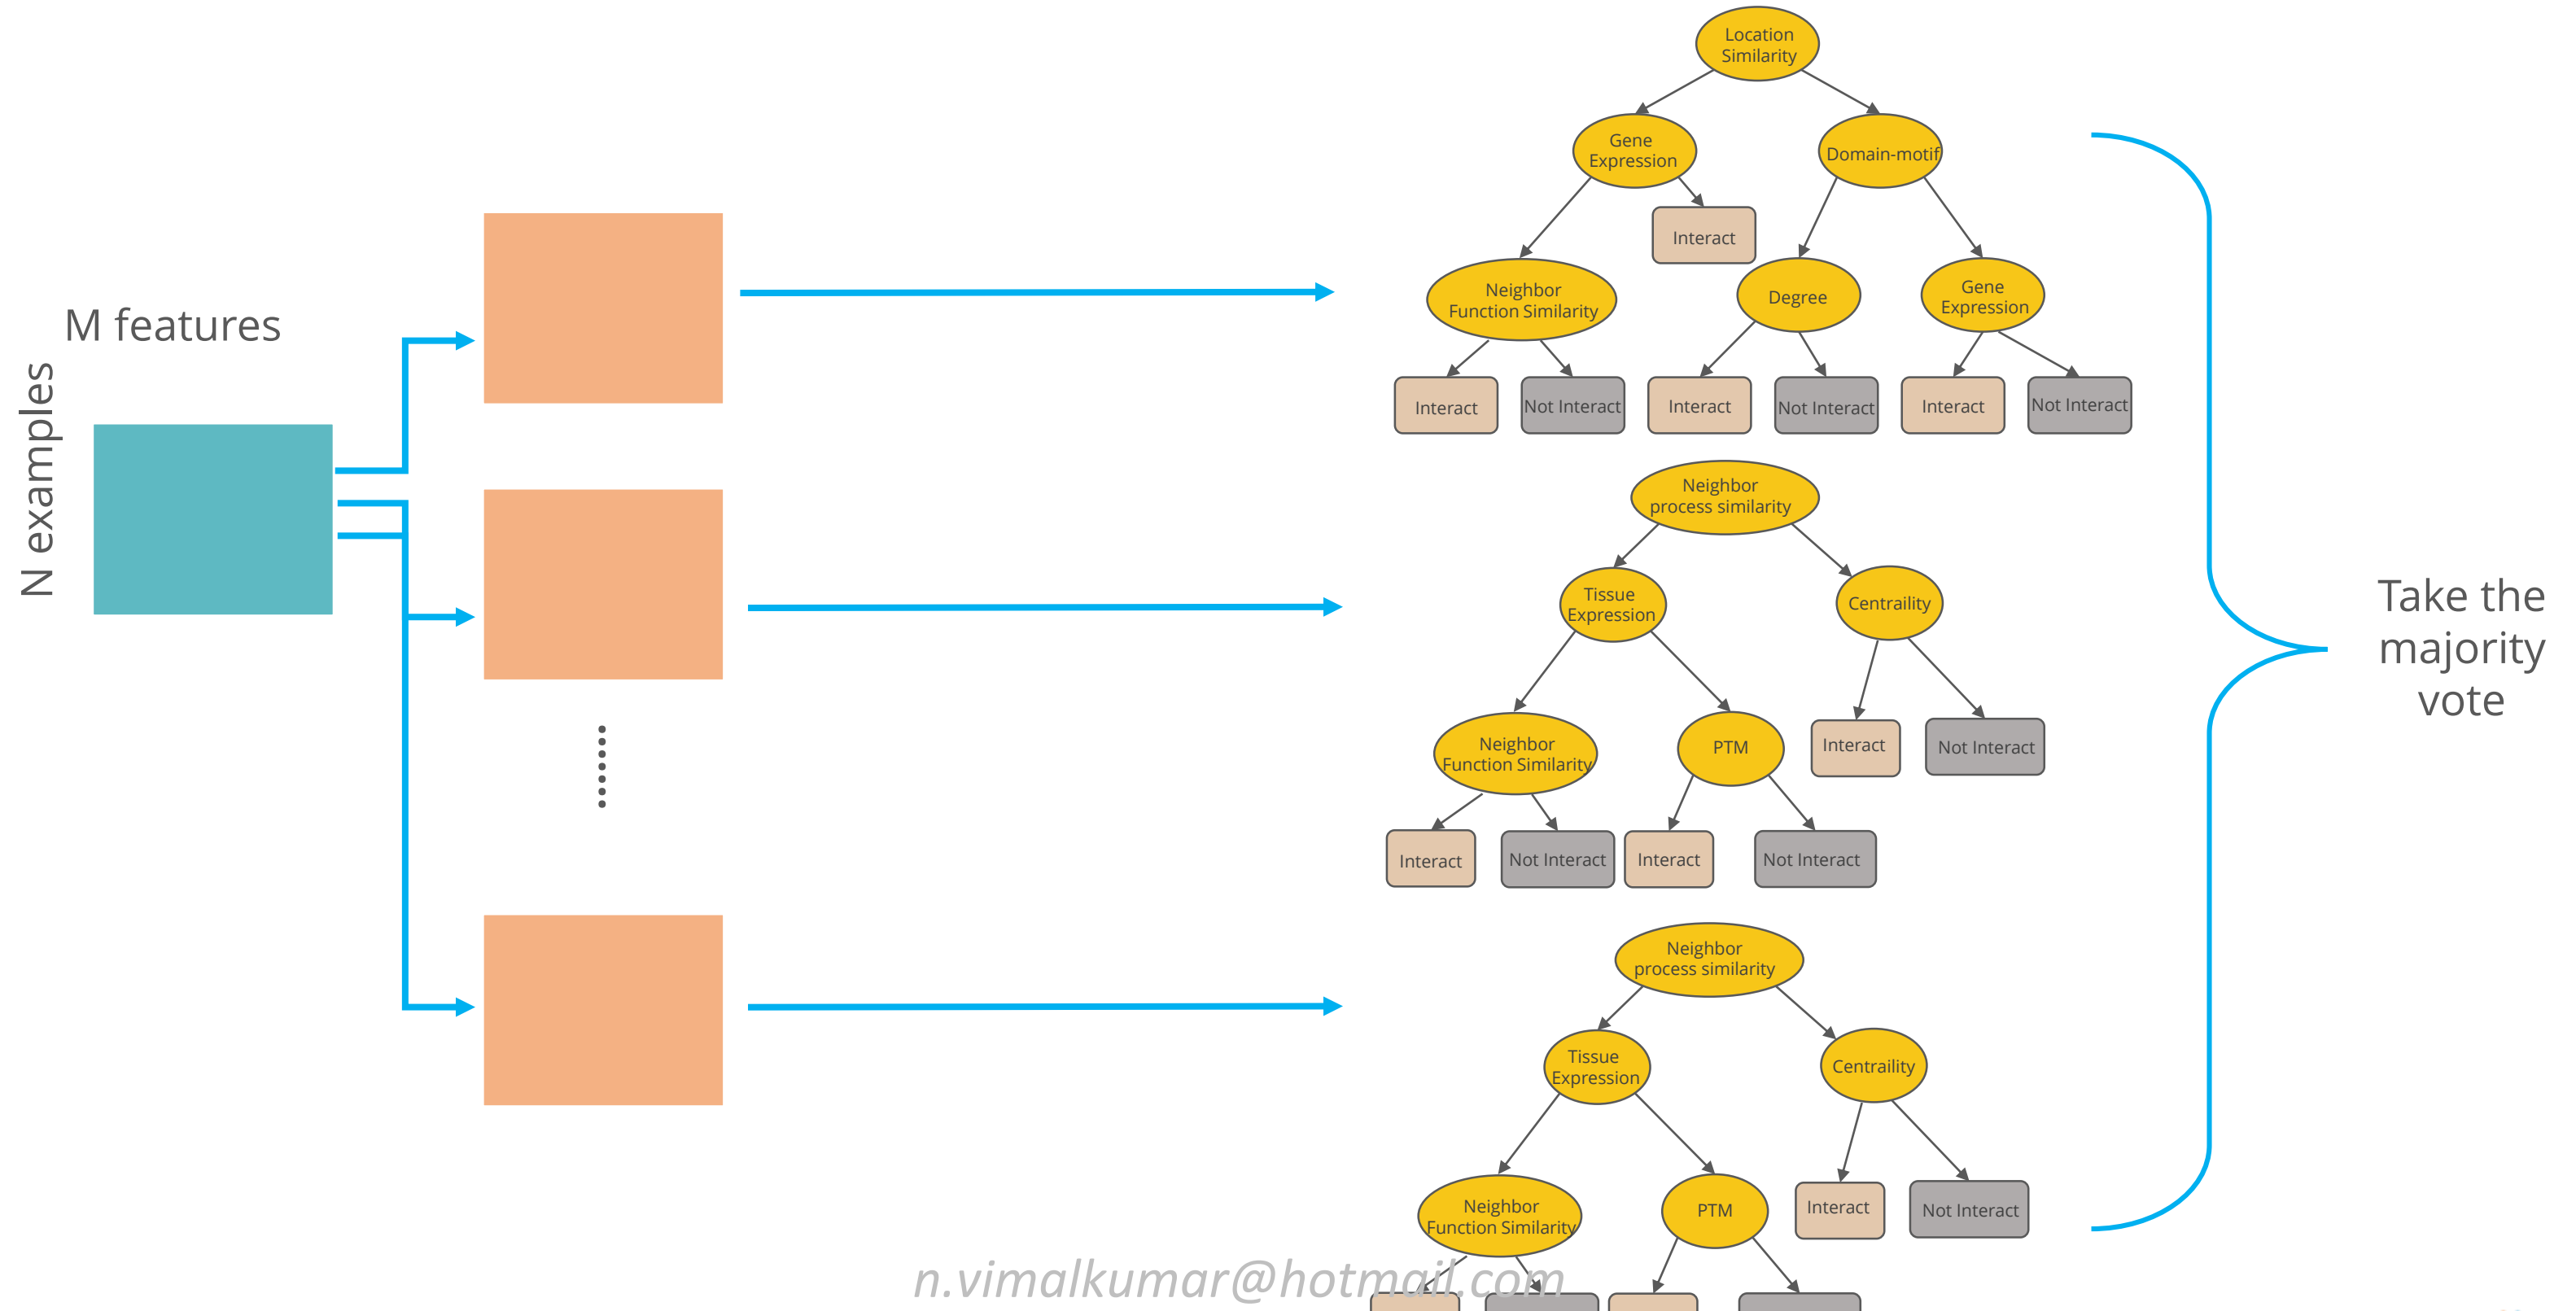 M features
N examples
Location
Similarity
Gene
Expression
Domain-motif
Interact
Neighbor
Function Similarity
Degree
Gene
Expression
Interact
Not Interact
Interact
Not Interact
Interact
Not Interact
Neighbor
process similarity
Tissue
Expression
Centraility
Neighbor
Function Similarity
PTM
Interact
Not Interact
Interact
Not Interact
Interact
Not Interact
Neighbor
process similarity
Tissue
Expression
Centraility
Neighbor
Function Similarity
PTM
Interact
Not Interact
Take the
majority
vote
n.vimalkumar@hotmail.com